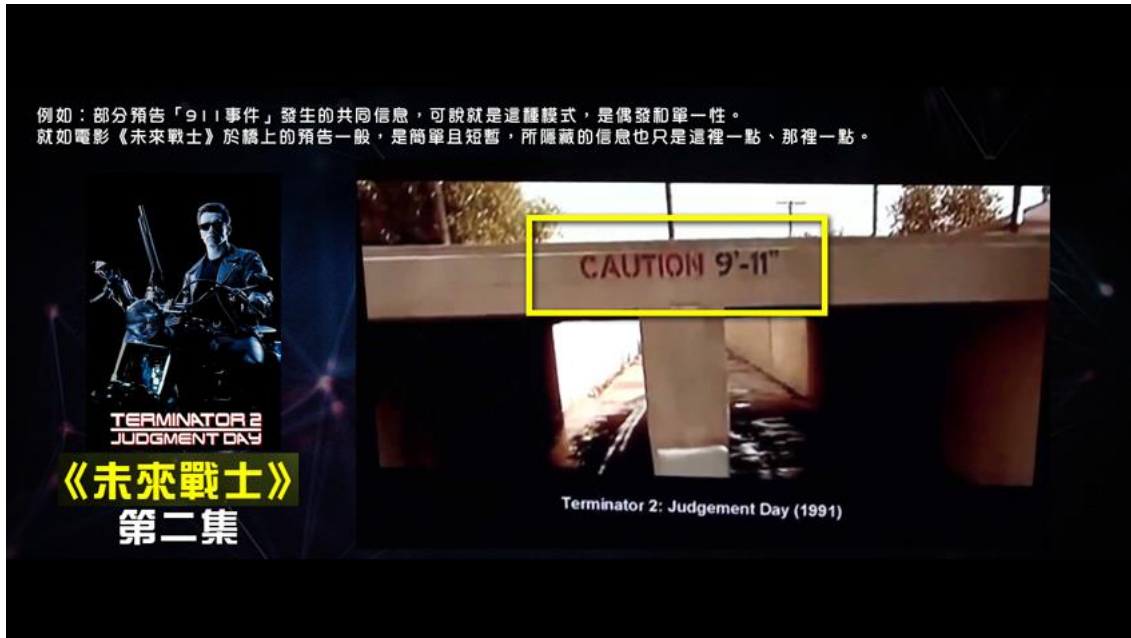 例如：部分預告「911事件」發生的共同信息，可說就是這種模式，是偶發和單一性。
就如電影《未來戰士》於橋上的預告一般，是簡單且短暫，所隱藏的信息也只是這裡一點、那裡一點。
CAUTION 9'-11"
TERMINATOR 2
JUDGMENT DAY
《未來戰士》
第二集
Terminator 2: Judgement Day (1991)